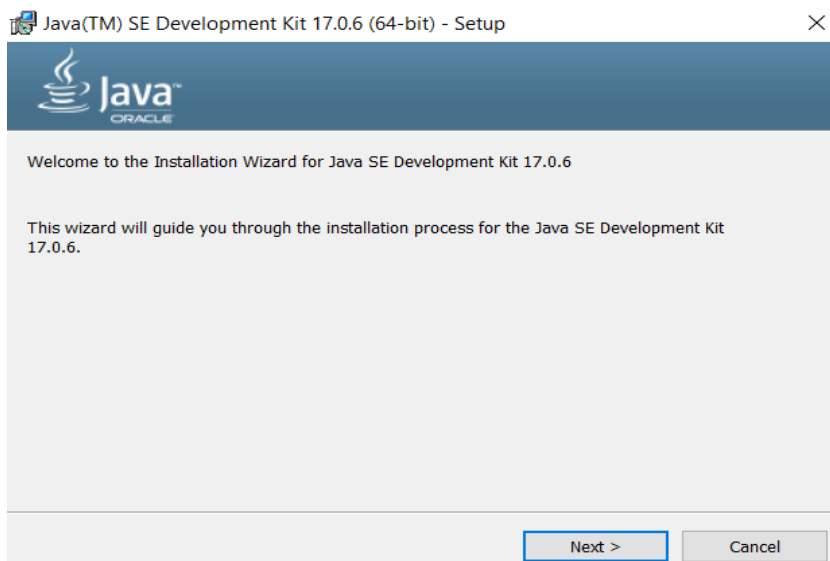 Java(TM) SE Development Kit 17.0.6 (64-bit) - Setup
Java™
ORACLE
Welcome to the Installation Wizard for Java SE Development Kit 17.0.6
This wizard will guide you through the installation process for the Java SE Development Kit
17.0.6.
Next >
Cancel